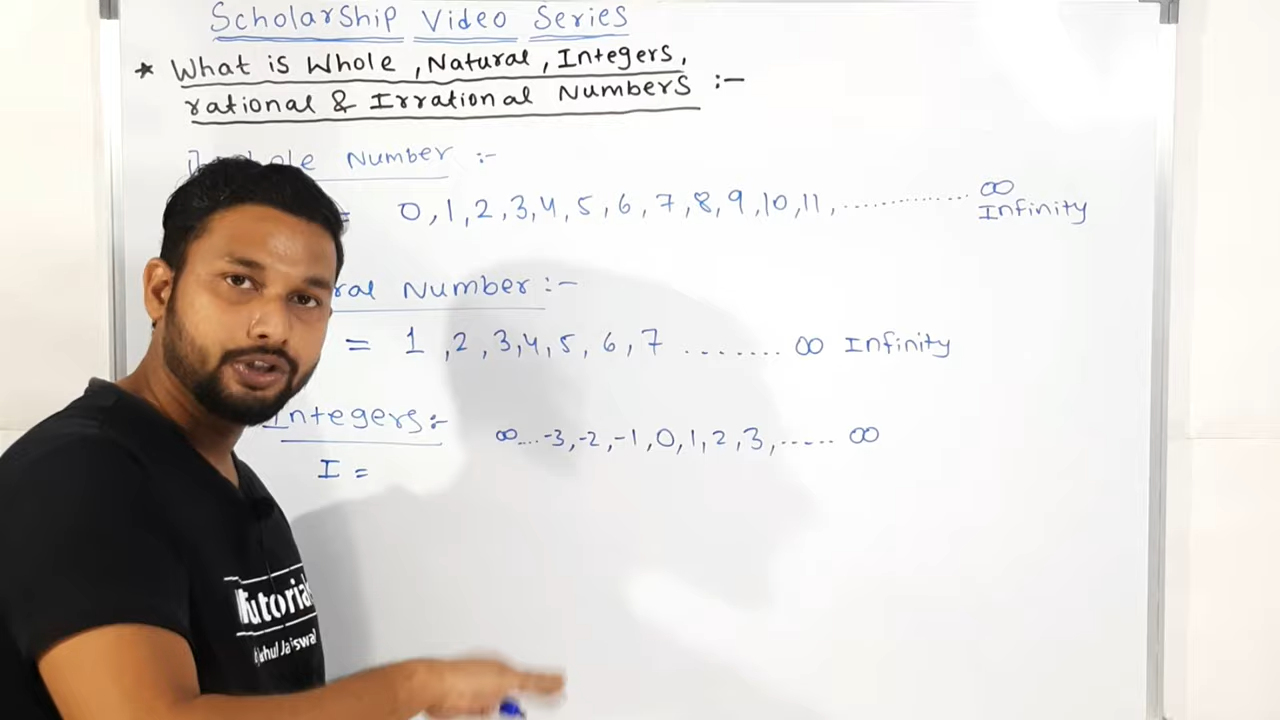 Scholarship Video Series
* What is Whole, Natural, Integers,
rational & Irrational Numbers :-
Number :-
= 0, 1, 2, 3, 4, 5, 6, 7, 8, 9, 10, 11, .............. ∞
Infinity
Number :-
= 1, 2, 3, 4, 5, 6, 7 ........ ∞ Infinity
Integers:-
∞...-3, -2, -1, 0, 1, 2, 3, ...... ∞
I =
Tutorial
Jaiswal